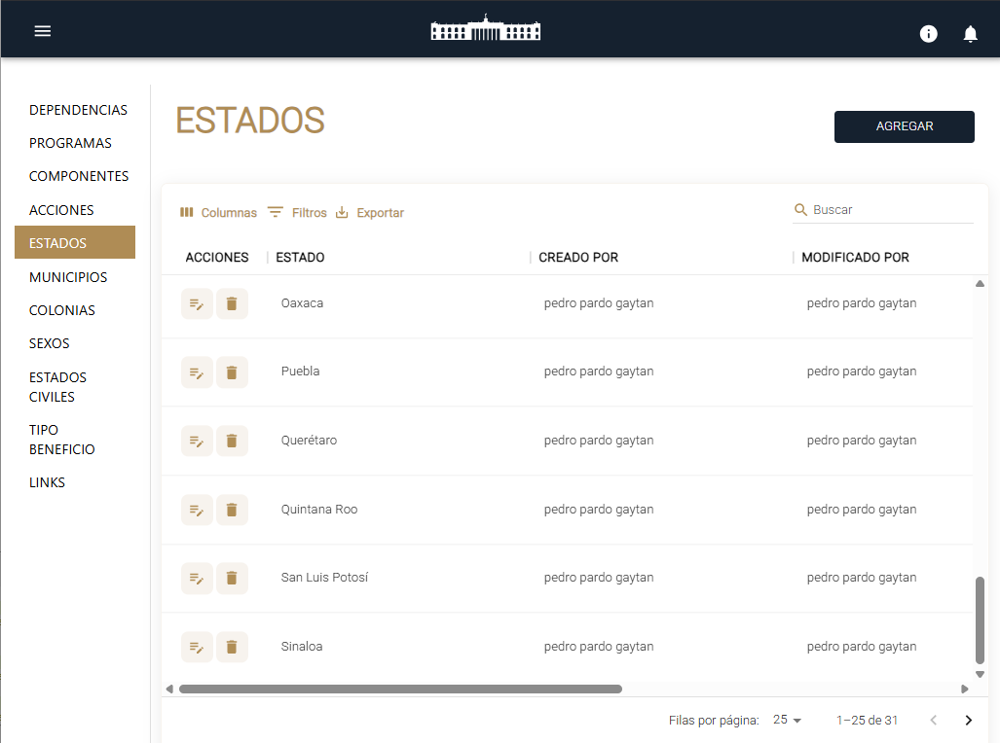 DEPENDENCIAS
PROGRAMAS
COMPONENTES
ACCIONES
ESTADOS
MUNICIPIOS
COLONIAS
SEXOS
ESTADOS
CIVILES
TIPO
BENEFICIO
LINKS
ESTADOS
AGREGAR
Columnas Filtros Exportar Buscar
ACCIONES ESTADO CREADO POR MODIFICADO POR
Oaxaca pedro pardo gaytan pedro pardo gaytan
Puebla pedro pardo gaytan pedro pardo gaytan
Querétaro pedro pardo gaytan pedro pardo gaytan
Quintana Roo pedro pardo gaytan pedro pardo gaytan
San Luis Potosí pedro pardo gaytan pedro pardo gaytan
Sinaloa pedro pardo gaytan pedro pardo gaytan
Filas por página: 25 1–25 de 31